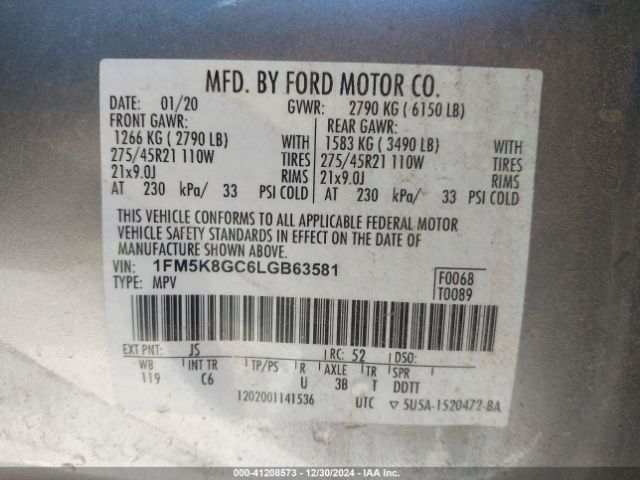 MFD. BY FORD MOTOR CO.
DATE: 01/20 GVWR: 2790 KG ( 6150 LB)
FRONT GAWR: REAR GAWR:
1266 KG ( 2790 LB) WITH 1583 KG ( 3490 LB) WITH
275/45R21 110W TIRES 275/45R21 110W TIRES
21x9.0J RIMS 21x9.0J RIMS
AT 230 kPa/ 33 PSI COLD AT 230 kPa/ 33 PSI COLD
THIS VEHICLE CONFORMS TO ALL APPLICABLE FEDERAL MOTOR
VEHICLE SAFETY STANDARDS IN EFFECT ON THE DATE OF
MANUFACTURE SHOWN ABOVE.
VIN: 1FM5K8GC6LGB63581 F0068
TYPE: MPV T0089
EXT PNT: JS RC: 52 DSO:
WB INT TR TP/PS R AXLE TR SPR
119 C6 U 3B T DDTT
1202001141536 UTC ▽ 5U5A-1520472-BA
000-41208573 - 12/30/2024 - IAA Inc.